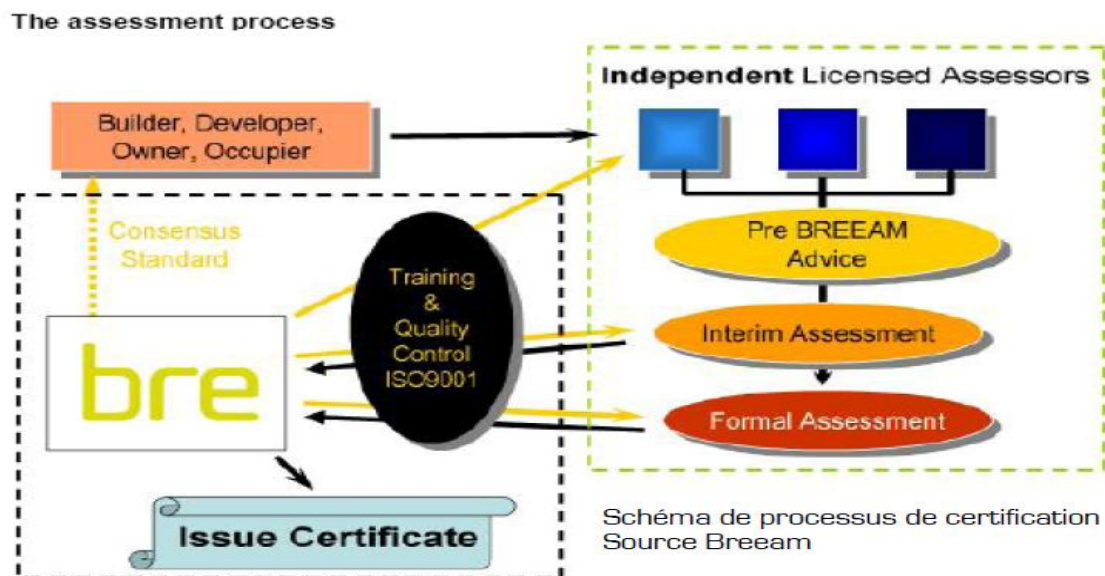 The assessment process
Independent Licensed Assessors
Builder, Developer,
Owner, Occupier
Consensus
Standard
Training
&
Quality
Control
ISO9001
Pre BREEAM
Advice
Interim Assessment
Formal Assessment
bre
Issue Certificate
Schéma de processus de certification
Source Breeam